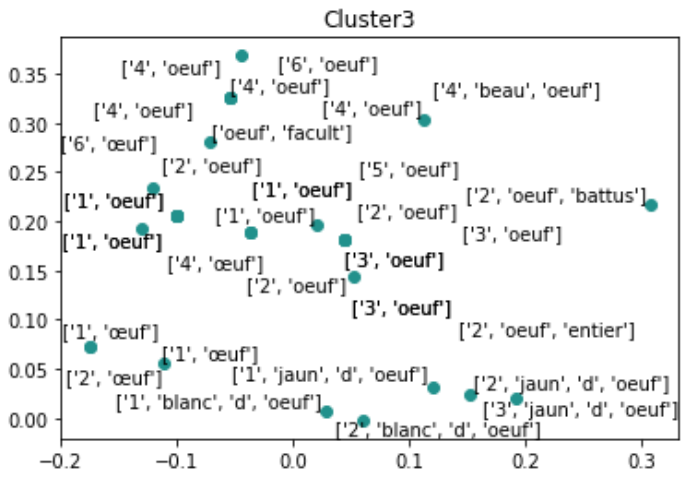 Cluster3
0.35
0.30
0.25
0.20
0.15
0.10
0.05
0.00
['4', 'oeuf']
['6', 'oeuf']
['4', 'oeuf']
['4', 'beau', 'oeuf']
['4', 'oeuf']
['4', 'oeuf']
['oeuf', 'facult']
['6', 'œuf']
['2', 'oeuf']
['5', 'oeuf']
['1', 'oeuf']
['2', 'oeuf', 'battus']
['1', 'oeuf']
['1', 'oeuf']
['2', 'oeuf']
['1', 'oeuf']
['3', 'oeuf']
['4', 'œuf']
['3', 'oeuf']
['2', 'oeuf']
['3', 'oeuf']
['2', 'oeuf', 'entier']
['1', 'œuf']
['1', 'œuf']
['2', 'œuf']
['1', 'jaun', 'd', 'oeuf']
['2', 'jaun', 'd', 'oeuf']
['1', 'blanc', 'd', 'oeuf']
['3', 'jaun', 'd', 'oeuf']
['2', 'blanc', 'd', 'oeuf']
−0.2
−0.1
0.0
0.1
0.2
0.3